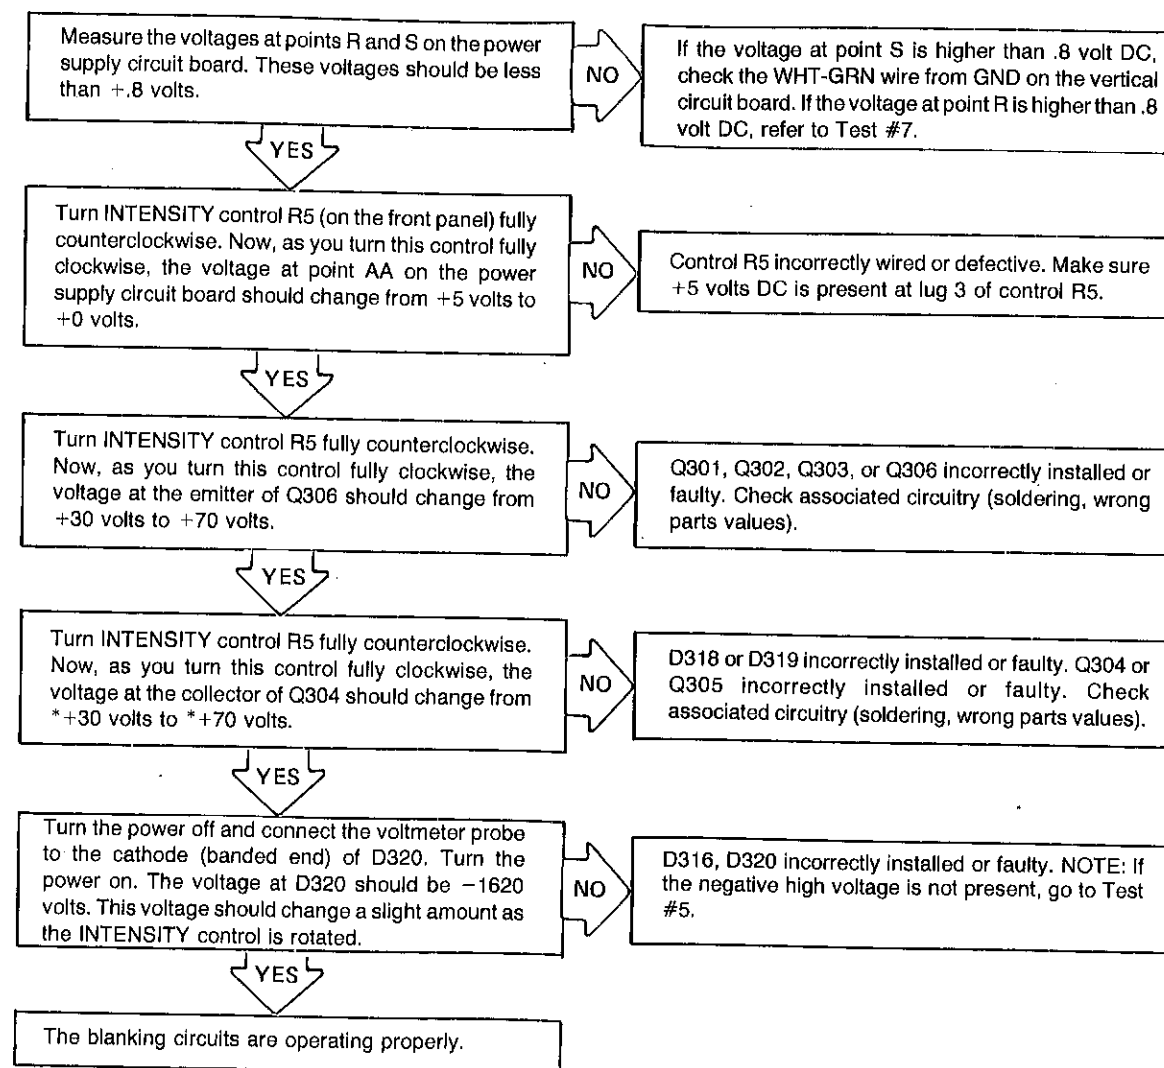 Measure the voltages at points R and S on the power
supply circuit board. These voltages should be less
than +.8 volts.
NO
If the voltage at point S is higher than .8 volt DC,
check the WHT-GRN wire from GND on the vertical
circuit board. If the voltage at point R is higher than .8
volt DC, refer to Test #7.
YES
Turn INTENSITY control R5 (on the front panel) fully
counterclockwise. Now, as you turn this control fully
clockwise, the voltage at point AA on the power
supply circuit board should change from +5 volts to
+0 volts.
NO
Control R5 incorrectly wired or defective. Make sure
+5 volts DC is present at lug 3 of control R5.
YES
Turn INTENSITY control R5 fully counterclockwise.
Now, as you turn this control fully clockwise, the
voltage at the emitter of Q306 should change from
+30 volts to +70 volts.
NO
Q301, Q302, Q303, or Q306 incorrectly installed or
faulty. Check associated circuitry (soldering, wrong
parts values).
YES
Turn INTENSITY control R5 fully counterclockwise.
Now, as you turn this control fully clockwise, the
voltage at the collector of Q304 should change from
*+30 volts to *+70 volts.
NO
D318 or D319 incorrectly installed or faulty. Q304 or
Q305 incorrectly installed or faulty. Check
associated circuitry (soldering, wrong parts values).
YES
Turn the power off and connect the voltmeter probe
to the cathode (banded end) of D320. Turn the
power on. The voltage at D320 should be −1620
volts. This voltage should change a slight amount as
the INTENSITY control is rotated.
NO
D316, D320 incorrectly installed or faulty. NOTE: If
the negative high voltage is not present, go to Test
#5.
YES
The blanking circuits are operating properly.